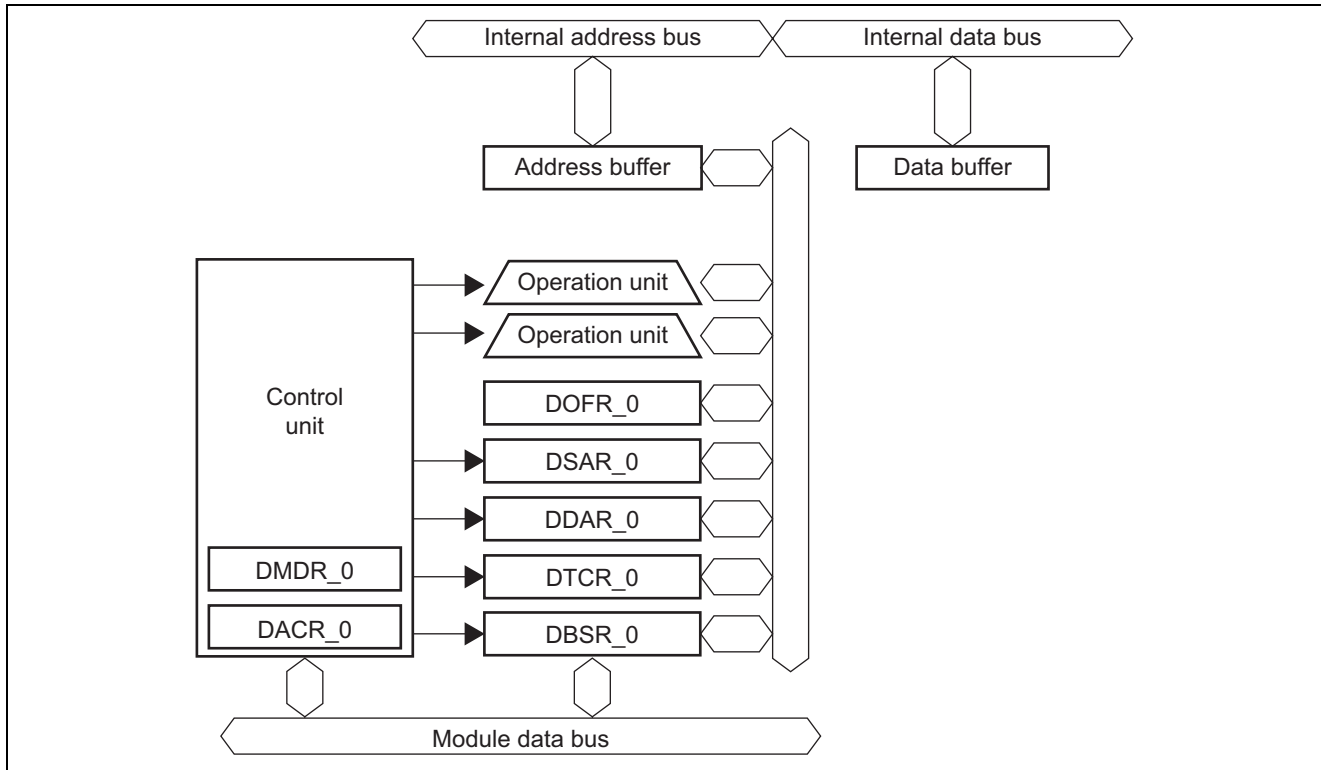 Internal address bus
Internal data bus
Address buffer
Data buffer
Operation unit
Operation unit
Control
unit
DOFR_0
DSAR_0
DDAR_0
DMDR_0
DTCR_0
DACR_0
DBSR_0
Module data bus